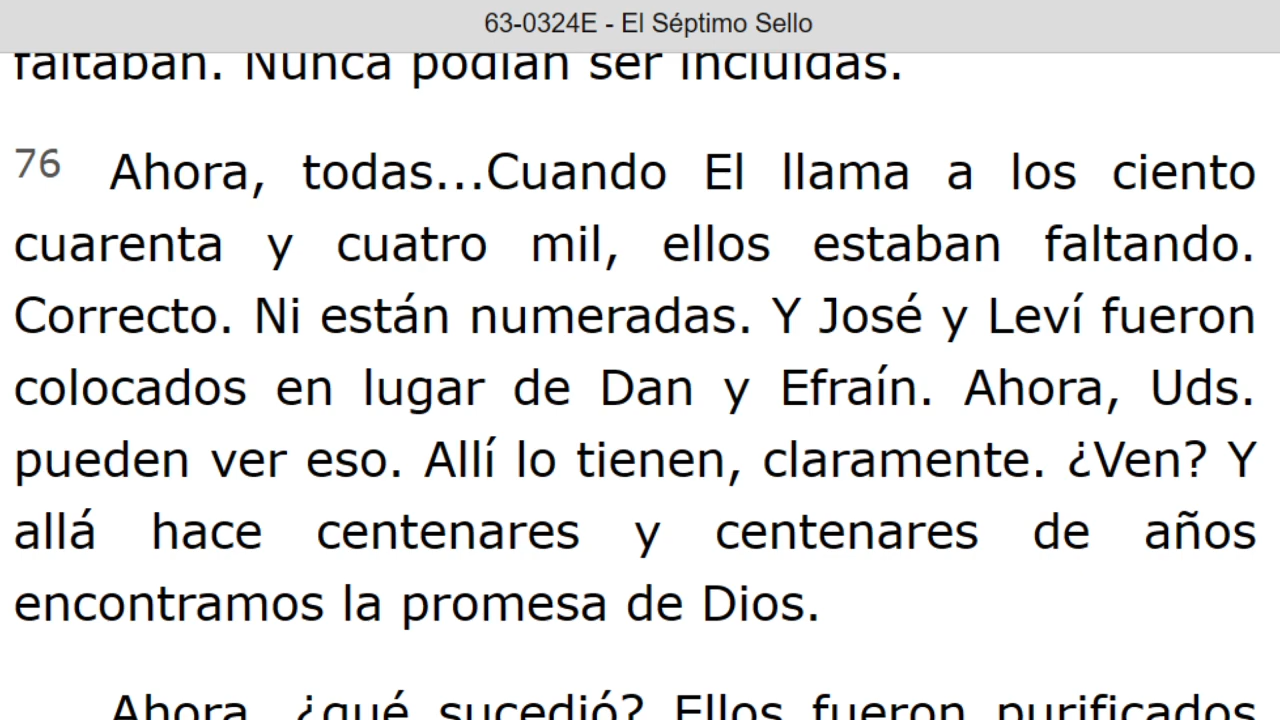 63-0324E - El Séptimo Sello
faltaban. Nunca podían ser incluidas.
76 Ahora, todas...Cuando El llama a los ciento
cuarenta y cuatro mil, ellos estaban faltando.
Correcto. Ni están numeradas. Y José y Leví fueron
colocados en lugar de Dan y Efraín. Ahora, Uds.
pueden ver eso. Allí lo tienen, claramente. ¿Ven? Y
allá hace centenares y centenares de años
encontramos la promesa de Dios.
Ahora, ¿qué sucedió? Ellos fueron purificados